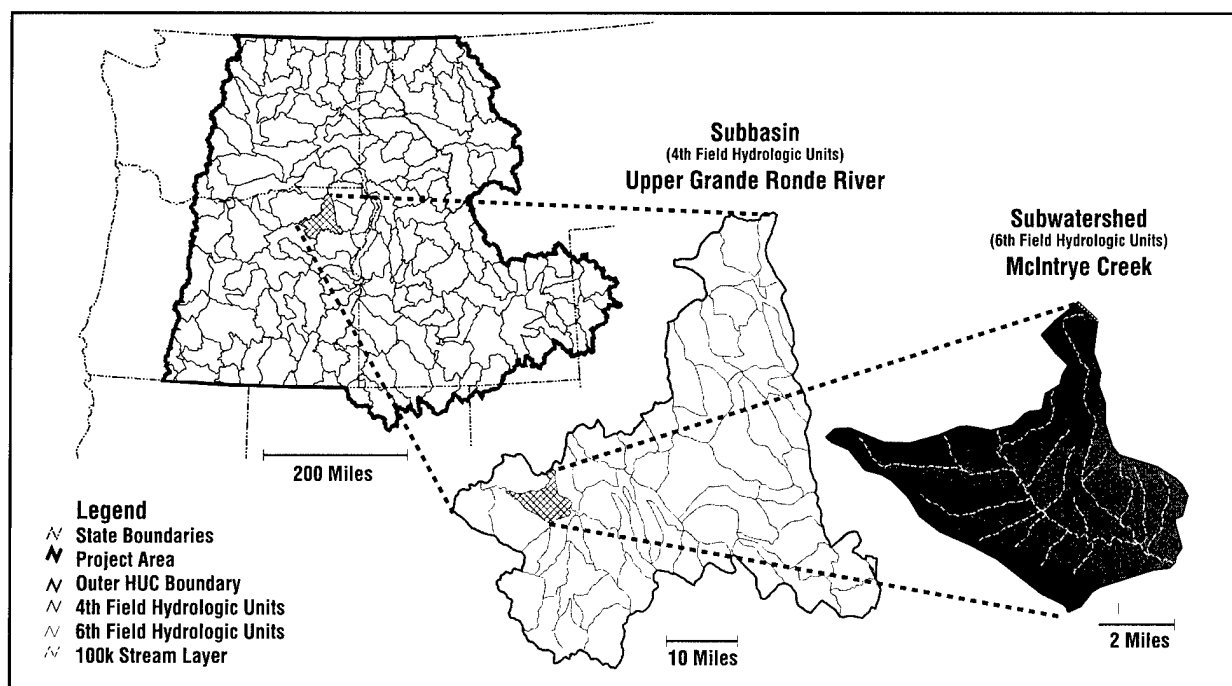 Subbasin
(4th Field Hydrologic Units)
Upper Grande Ronde River
Subwatershed
(6th Field Hydrologic Units)
McIntrye Creek
200 Miles
10 Miles
2 Miles
Legend
State Boundaries
Project Area
Outer HUC Boundary
4th Field Hydrologic Units
6th Field Hydrologic Units
100k Stream Layer